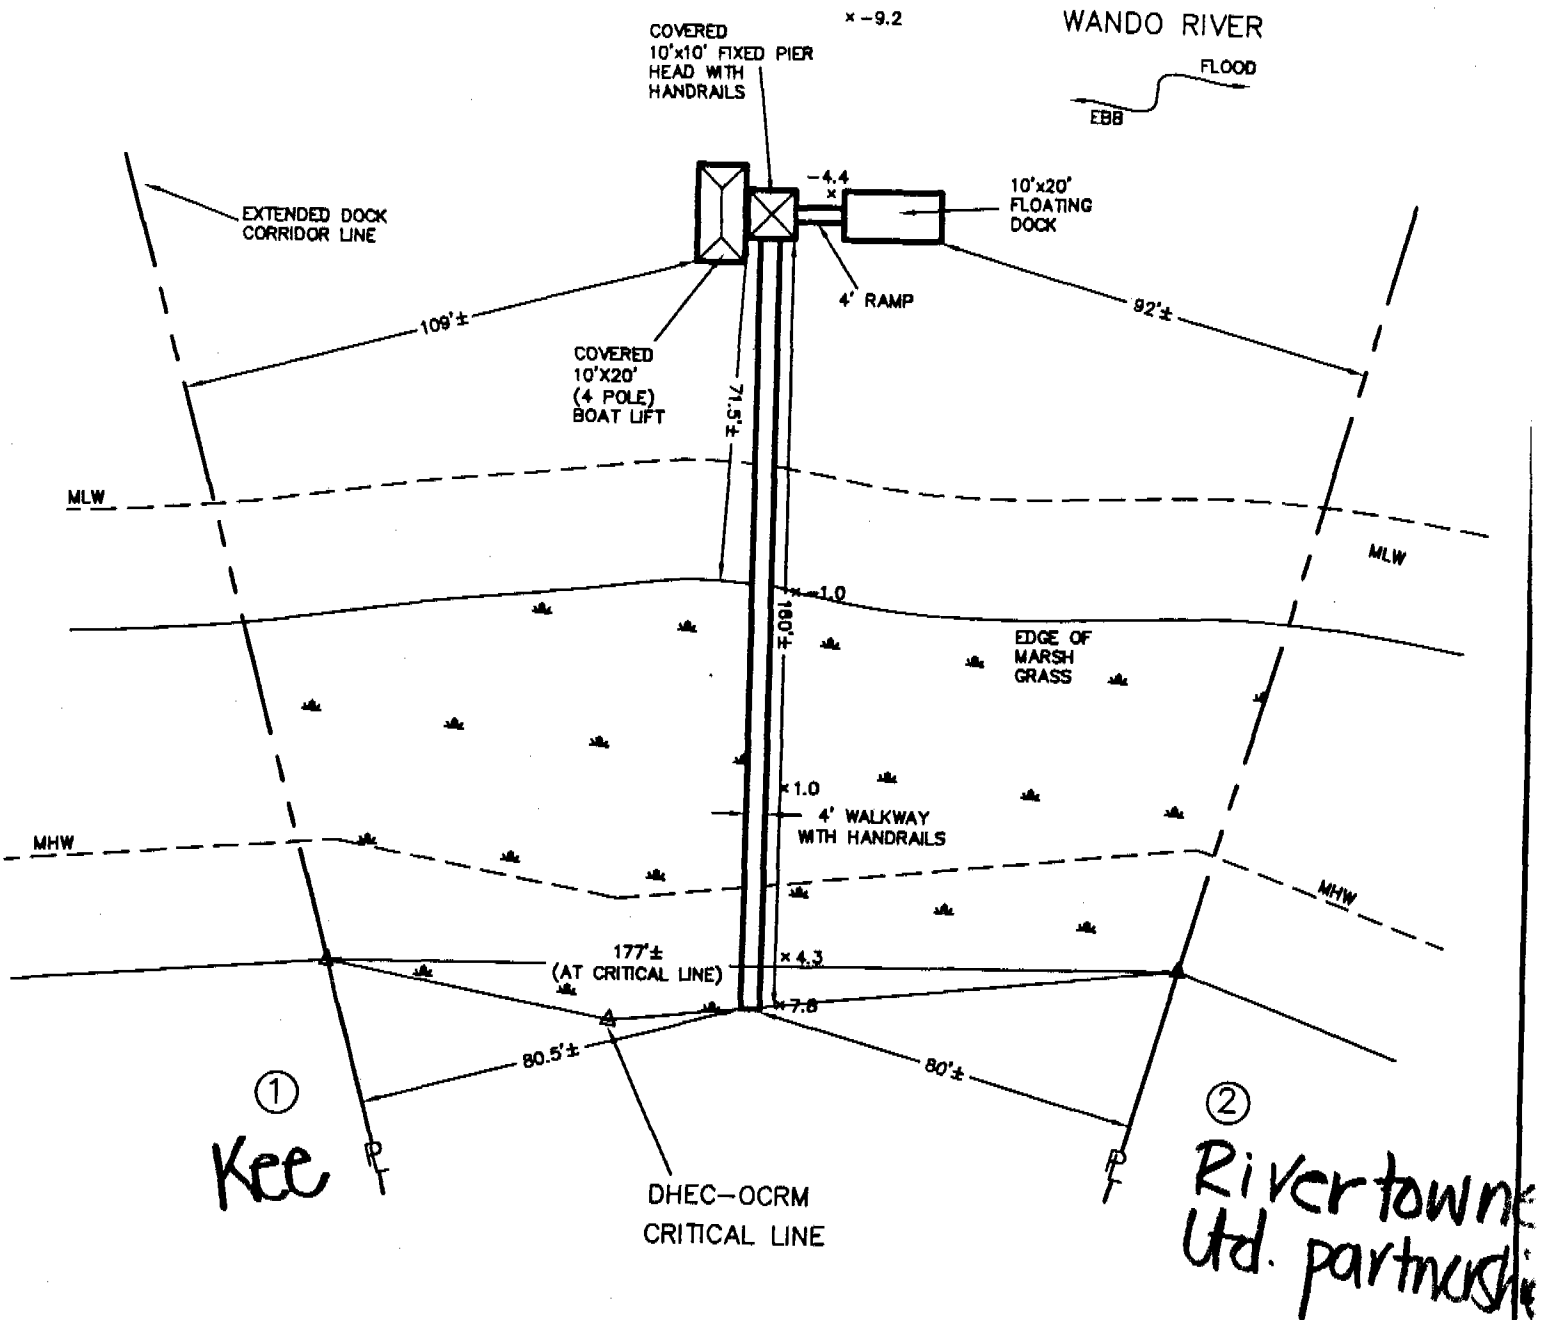 × -9.2
WANDO RIVER
FLOOD
EBB
COVERED
10'x10' FIXED PIER
HEAD WITH
HANDRAILS
-4.4
×
10'x20'
FLOATING
DOCK
EXTENDED DOCK
CORRIDOR LINE
4' RAMP
109'±
92'±
COVERED
10'X20'
(4 POLE)
BOAT LIFT
71.5'±
MLW
MLW
× -1.0
160'±
EDGE OF
MARSH
GRASS
× 1.0
4' WALKWAY
WITH HANDRAILS
MHW
MHW
177'±
(AT CRITICAL LINE)
× 4.3
× 7.8
80.5'±
80'±
1
Kee
PL
2
PL
Rivertowne
Ltd. partnership
DHEC-OCRM
CRITICAL LINE